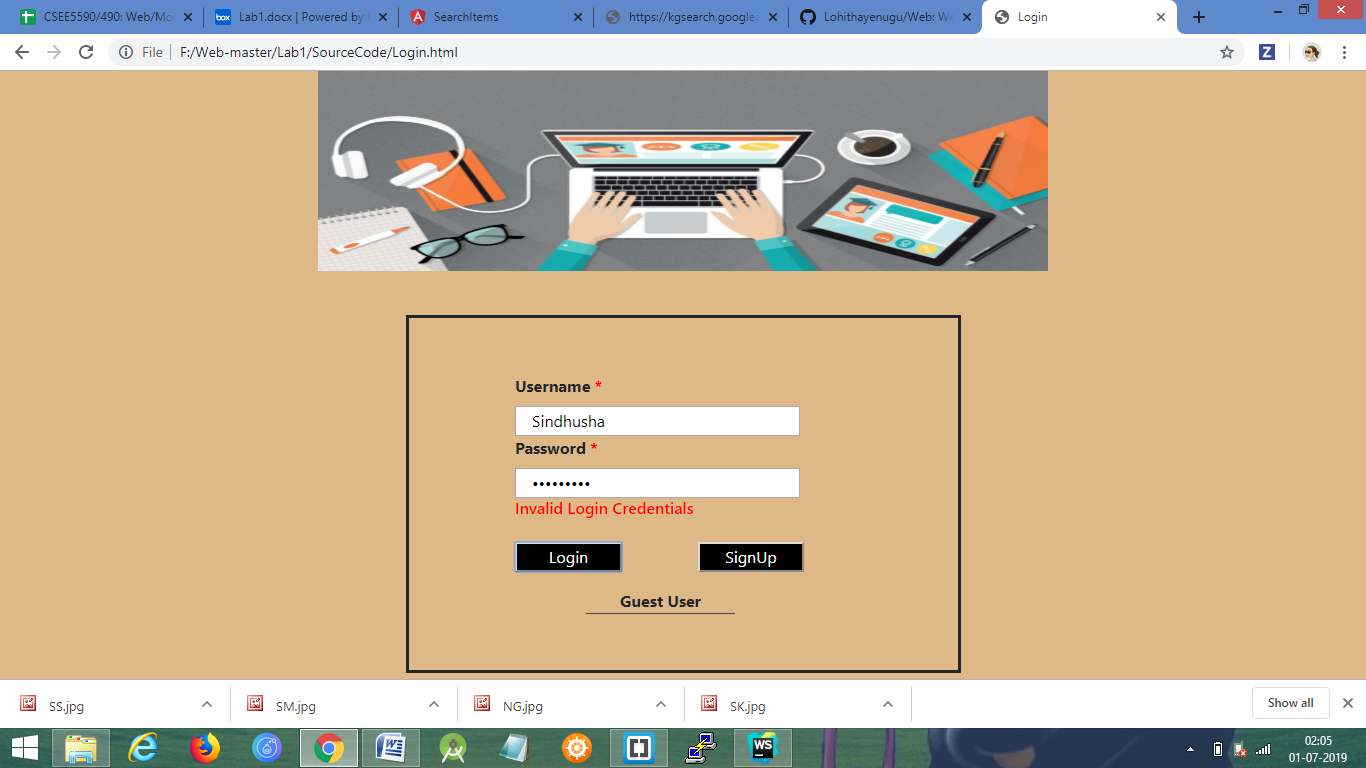 CSEE5590/490: Web/Mo
Lab1.docx | Powered by
SearchItems
https://kgsearch.google
Lohithayenugu/Web: We
Login
File
F:/Web-master/Lab1/SourceCode/Login.html
Z
Username *
Sindhusha
Password *
•••••••••
Invalid Login Credentials
Login
SignUp
Guest User
SS.jpg
SM.jpg
NG.jpg
SK.jpg
Show all
02:05
01-07-2019